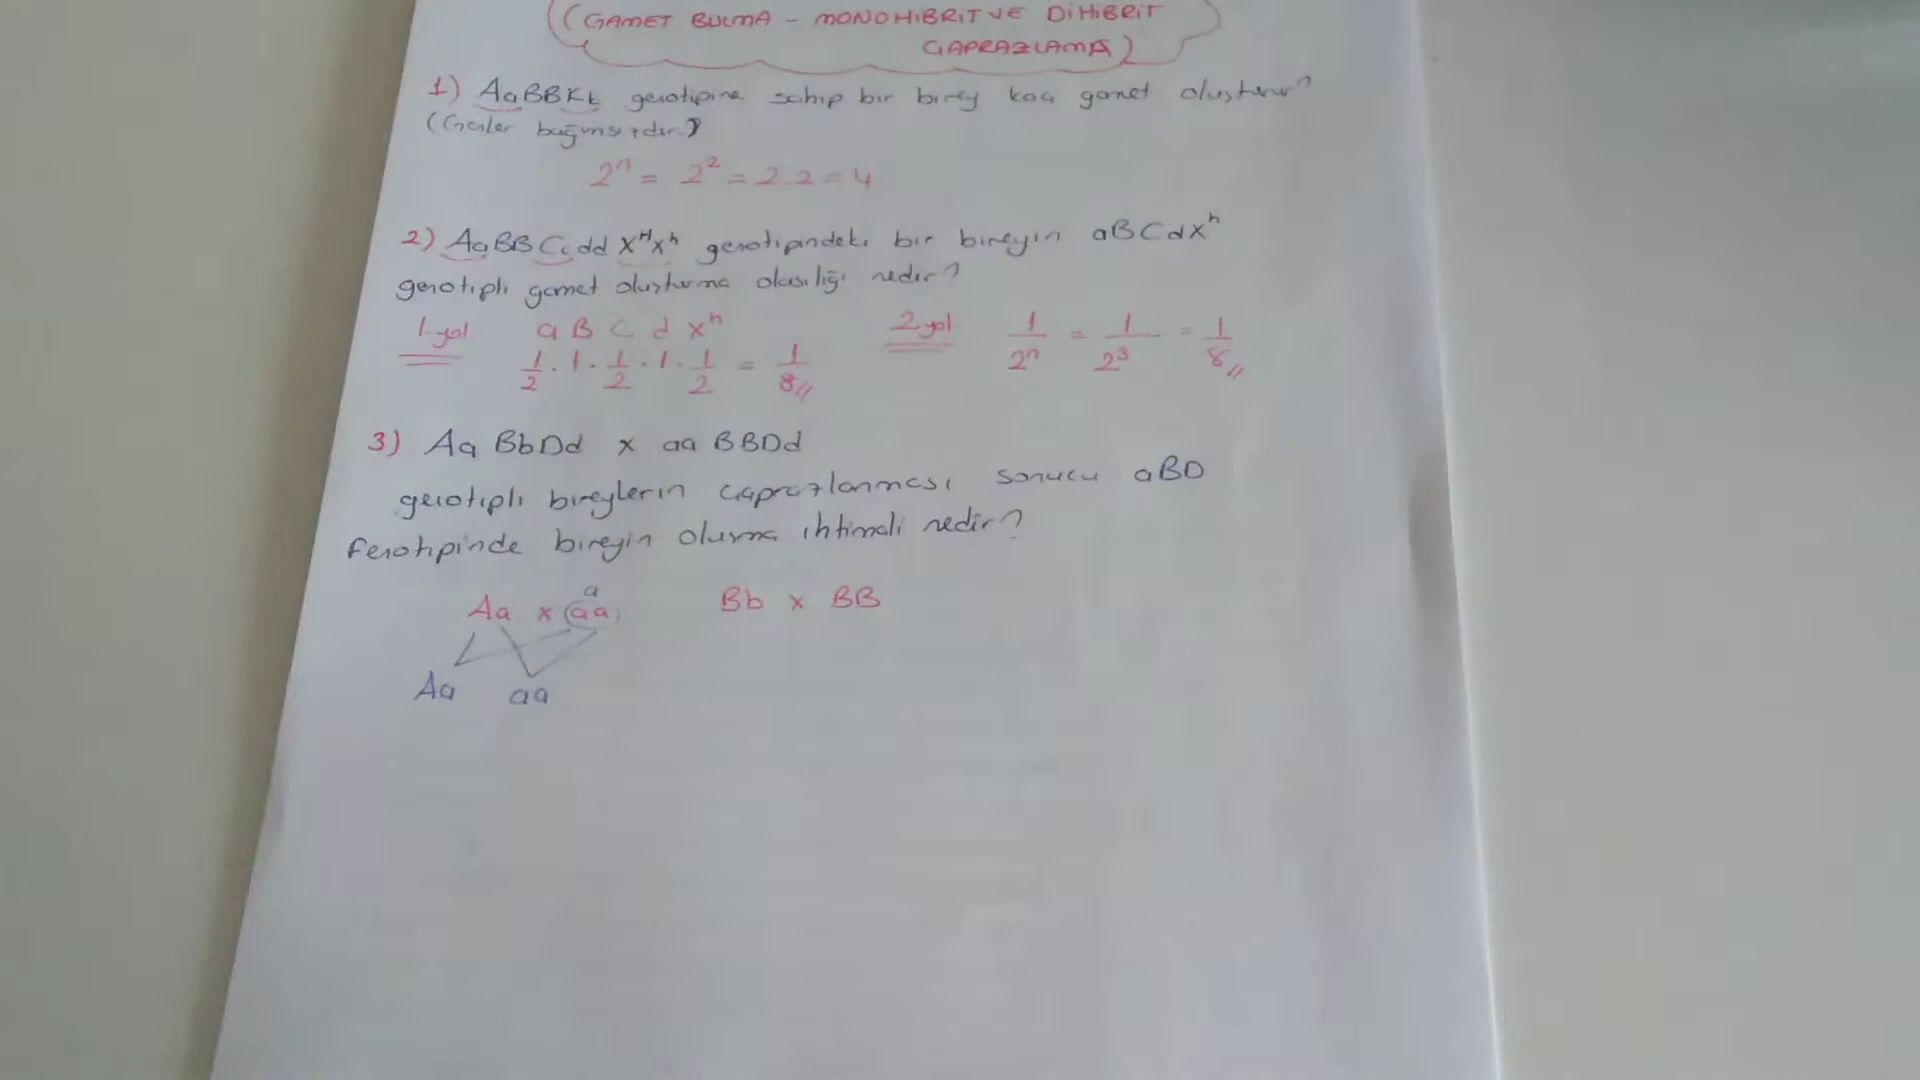 (GAMET BULMA - MONOHİBRİT VE DİHİBRİT
ÇAPRAZLAMA)
1) AaBBKk genotipine sahip bir birey kaç gamet oluşturur?
(Genler bağımsızdır.)
2ⁿ = 2² = 2.2 = 4
2) AaBBCcddXᴴXʰ genotipindeki bir bireyin aBCdXʰ
genotipli gamet oluşturma olasılığı nedir?
1.yol a B C d Xʰ
1/2 . 1 . 1/2 . 1 . 1/2 = 1/8//
2.yol 1/2ⁿ = 1/2³ = 1/8//
3) Aa BbDd x aa BBDd
genotipli bireylerin çaprazlanması sonucu aBD
fenotipinde bireyin oluşma ihtimali nedir?
a
Aa x aa Bb x BB
Aa aa